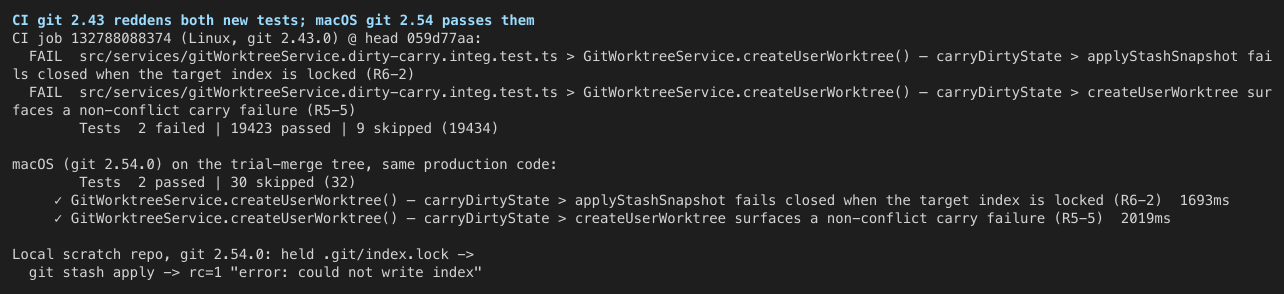 CI git 2.43 reddens both new tests; macOS git 2.54 passes them
CI job 132788088374 (Linux, git 2.43.0) @ head 059d77aa:
  FAIL  src/services/gitWorktreeService.dirty-carry.integ.test.ts > GitWorktreeService.createUserWorktree() — carryDirtyState > applyStashSnapshot fai
ls closed when the target index is locked (R6-2)
  FAIL  src/services/gitWorktreeService.dirty-carry.integ.test.ts > GitWorktreeService.createUserWorktree() — carryDirtyState > createUserWorktree sur
faces a non-conflict carry failure (R5-5)
        Tests  2 failed | 19423 passed | 9 skipped (19434)

macOS (git 2.54.0) on the trial-merge tree, same production code:
        Tests  2 passed | 30 skipped (32)
     ✓ GitWorktreeService.createUserWorktree() — carryDirtyState > applyStashSnapshot fails closed when the target index is locked (R6-2)  1693ms
     ✓ GitWorktreeService.createUserWorktree() — carryDirtyState > createUserWorktree surfaces a non-conflict carry failure (R5-5)  2019ms

Local scratch repo, git 2.54.0: held .git/index.lock ->
  git stash apply -> rc=1 "error: could not write index"